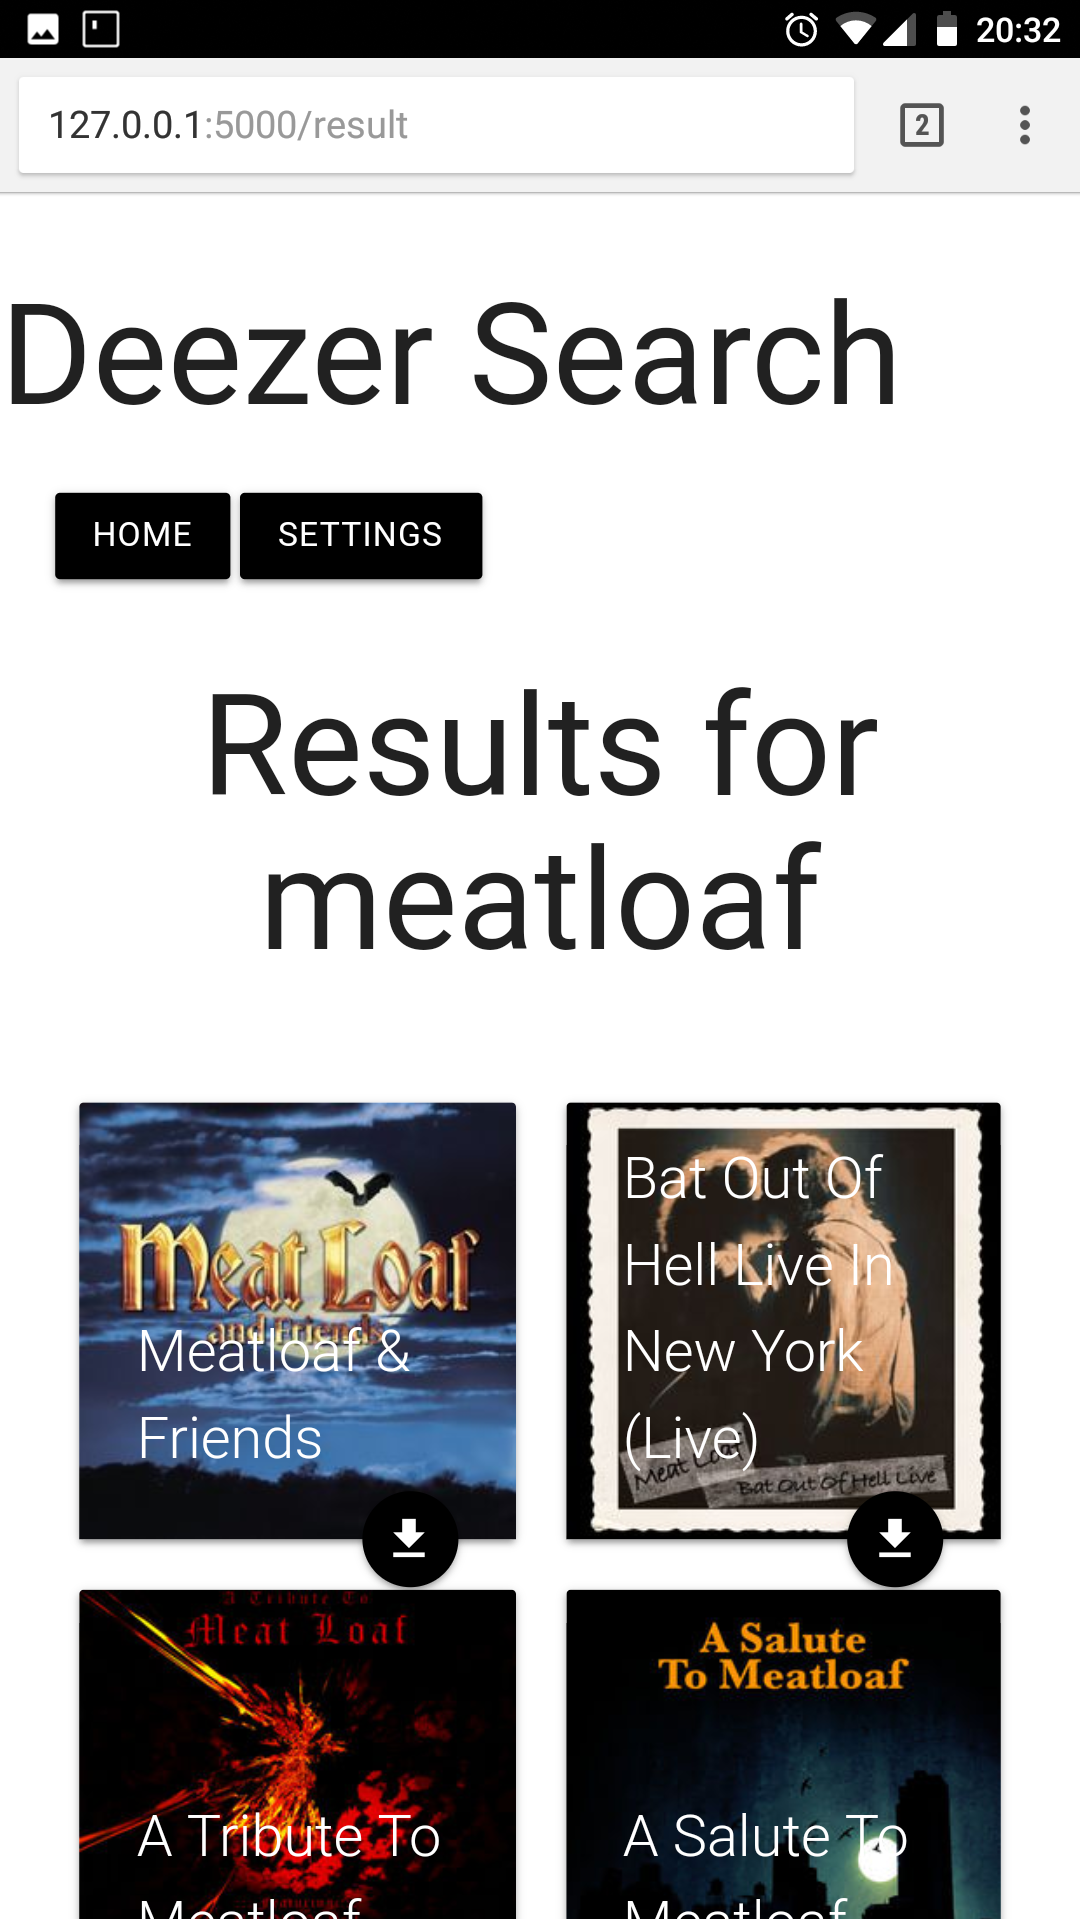 20:32
127.0.0.1:5000/result
2
Deezer Search
HOME
SETTINGS
Results for
meatloaf
Meat Loaf
and Friends
Meatloaf &
Friends
Bat Out Of
Hell Live In
New York
(Live)
Meat Loaf
Bat Out Of Hell Live
A Tribute To
Meat Loaf
A Tribute To
Meatloaf
A Salute
To Meatloaf
A Salute To
Meatloaf